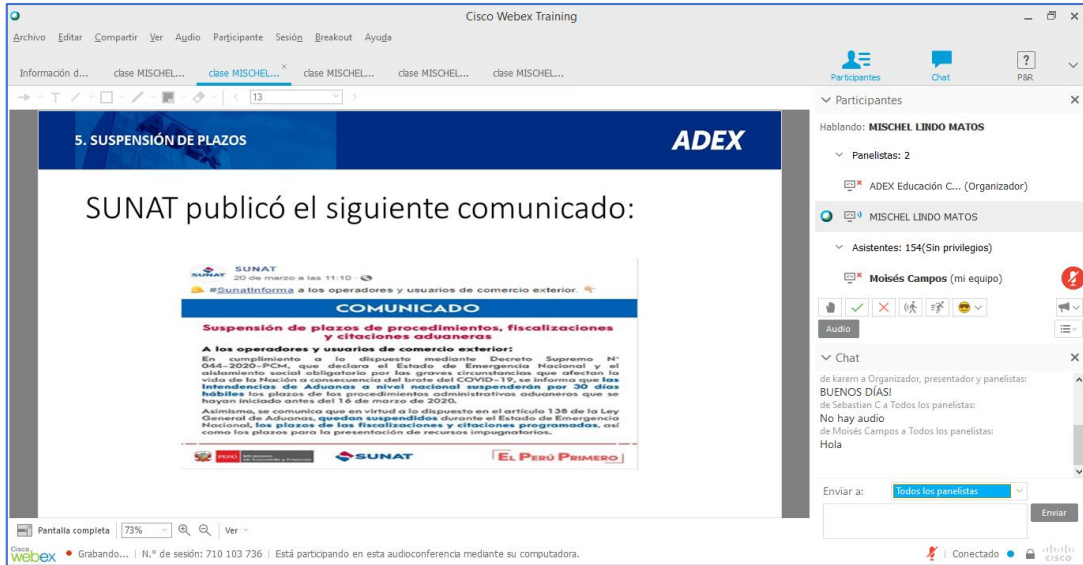 Cisco Webex Training
Archivo Editar Compartir Ver Audio Participante Sesión Breakout Ayuda
Información d... clase MISCHEL... clase MISCHEL... clase MISCHEL... clase MISCHEL... clase MISCHEL...
Participantes Chat P&R
13
5. SUSPENSIÓN DE PLAZOS
ADEX
SUNAT publicó el siguiente comunicado:
SUNAT
SUNAT
20 de marzo a las 11:10
#SunatInforma a los operadores y usuarios de comercio exterior.
COMUNICADO
Suspensión de plazos de procedimientos, fiscalizaciones
y citaciones aduaneras
A los operadores y usuarios de comercio exterior:
En cumplimiento a lo dispuesto mediante Decreto Supremo N°
044-2020-PCM, que declara el Estado de Emergencia Nacional y el
aislamiento social obligatorio por las graves circunstancias que afectan la
vida de la Nación a consecuencia del brote del COVID-19, se informa que las
Intendencias de Aduanas a nivel nacional suspenderán por 30 días
hábiles los plazos de los procedimientos administrativos aduaneros que se
hayan iniciado antes del 16 de marzo de 2020.
Asimismo, se comunica que en virtud a lo dispuesto en el artículo 138 de la Ley
General de Aduanas, quedan suspendidos durante el Estado de Emergencia
Nacional, los plazos de las fiscalizaciones y citaciones programadas, así
como los plazos para la presentación de recursos impugnatorios.
PERÚ
SUNAT
EL PERÚ PRIMERO
Participantes
Hablando: MISCHEL LINDO MATOS
Panelistas: 2
ADEX Educación C... (Organizador)
MISCHEL LINDO MATOS
Asistentes: 154(Sin privilegios)
Moisés Campos (mi equipo)
Audio
Chat
de karem a Organizador, presentador y panelistas:
BUENOS DÍAS!
de Sebastian C a Todos los panelistas:
No hay audio
de Moisés Campos a Todos los panelistas:
Hola
Enviar a: Todos los panelistas
Enviar
Pantalla completa 73% Ver
Cisco webex Grabando... N.º de sesión: 710 103 736 Está participando en esta audioconferencia mediante su computadora.
Conectado
CISCO